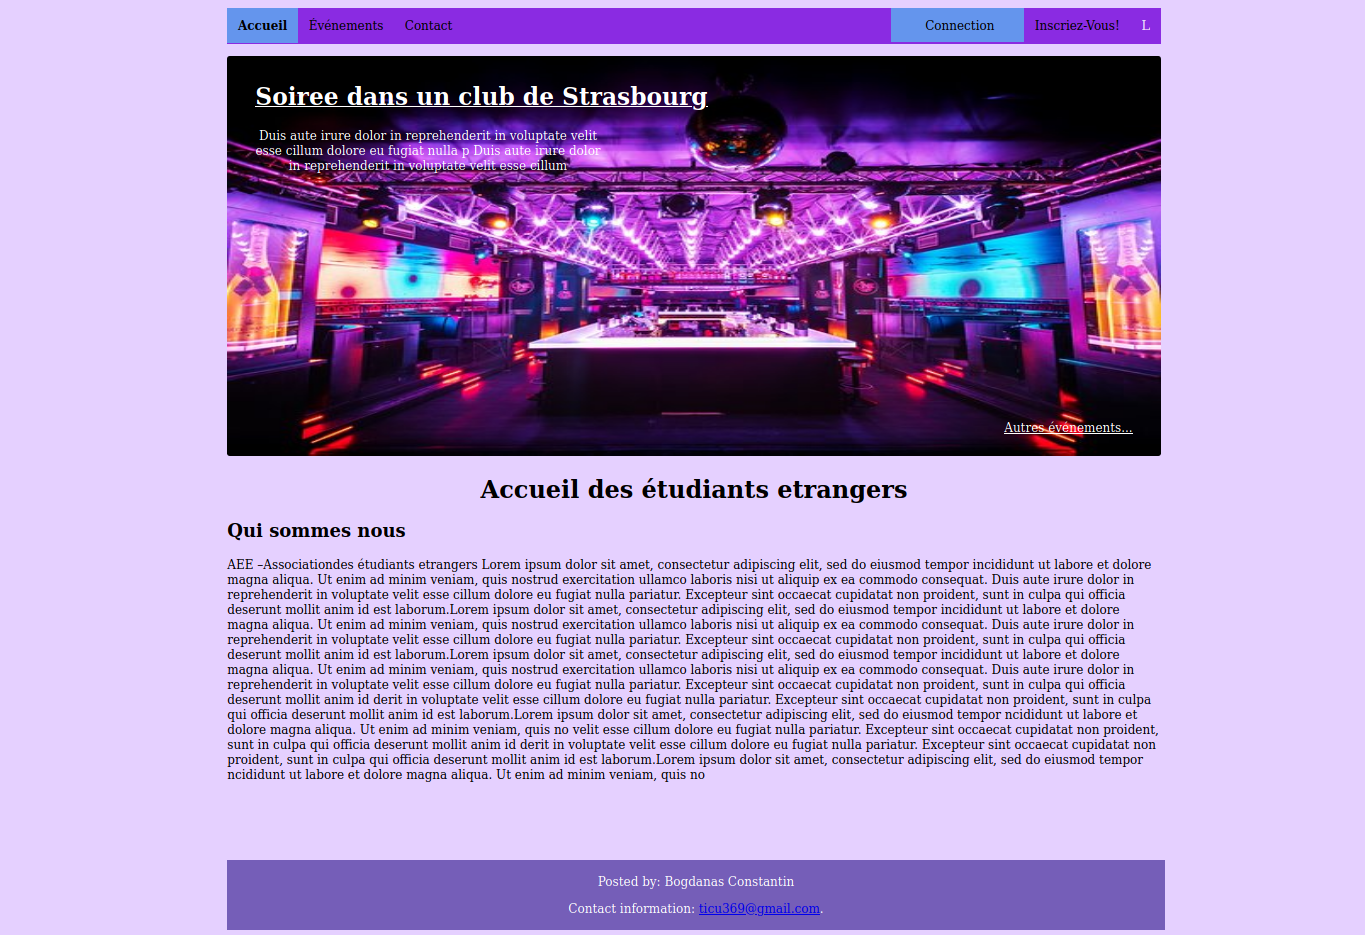 Accueil Événements Contact Connection Inscriez-Vous! L
Soiree dans un club de Strasbourg
Duis aute irure dolor in reprehenderit in voluptate velit
esse cillum dolore eu fugiat nulla p Duis aute irure dolor
in reprehenderit in voluptate velit esse cillum
Autres événements...
Accueil des étudiants etrangers
Qui sommes nous
AEE –Associationdes étudiants etrangers Lorem ipsum dolor sit amet, consectetur adipiscing elit, sed do eiusmod tempor incididunt ut labore et dolore
magna aliqua. Ut enim ad minim veniam, quis nostrud exercitation ullamco laboris nisi ut aliquip ex ea commodo consequat. Duis aute irure dolor in
reprehenderit in voluptate velit esse cillum dolore eu fugiat nulla pariatur. Excepteur sint occaecat cupidatat non proident, sunt in culpa qui officia
deserunt mollit anim id est laborum.Lorem ipsum dolor sit amet, consectetur adipiscing elit, sed do eiusmod tempor incididunt ut labore et dolore
magna aliqua. Ut enim ad minim veniam, quis nostrud exercitation ullamco laboris nisi ut aliquip ex ea commodo consequat. Duis aute irure dolor in
reprehenderit in voluptate velit esse cillum dolore eu fugiat nulla pariatur. Excepteur sint occaecat cupidatat non proident, sunt in culpa qui officia
deserunt mollit anim id est laborum.Lorem ipsum dolor sit amet, consectetur adipiscing elit, sed do eiusmod tempor incididunt ut labore et dolore
magna aliqua. Ut enim ad minim veniam, quis nostrud exercitation ullamco laboris nisi ut aliquip ex ea commodo consequat. Duis aute irure dolor in
reprehenderit in voluptate velit esse cillum dolore eu fugiat nulla pariatur. Excepteur sint occaecat cupidatat non proident, sunt in culpa qui officia
deserunt mollit anim id derit in voluptate velit esse cillum dolore eu fugiat nulla pariatur. Excepteur sint occaecat cupidatat non proident, sunt in culpa
qui officia deserunt mollit anim id est laborum.Lorem ipsum dolor sit amet, consectetur adipiscing elit, sed do eiusmod tempor ncididunt ut labore et
dolore magna aliqua. Ut enim ad minim veniam, quis no velit esse cillum dolore eu fugiat nulla pariatur. Excepteur sint occaecat cupidatat non proident,
sunt in culpa qui officia deserunt mollit anim id derit in voluptate velit esse cillum dolore eu fugiat nulla pariatur. Excepteur sint occaecat cupidatat non
proident, sunt in culpa qui officia deserunt mollit anim id est laborum.Lorem ipsum dolor sit amet, consectetur adipiscing elit, sed do eiusmod tempor
ncididunt ut labore et dolore magna aliqua. Ut enim ad minim veniam, quis no
Posted by: Bogdanas Constantin
Contact information: ticu369@gmail.com.